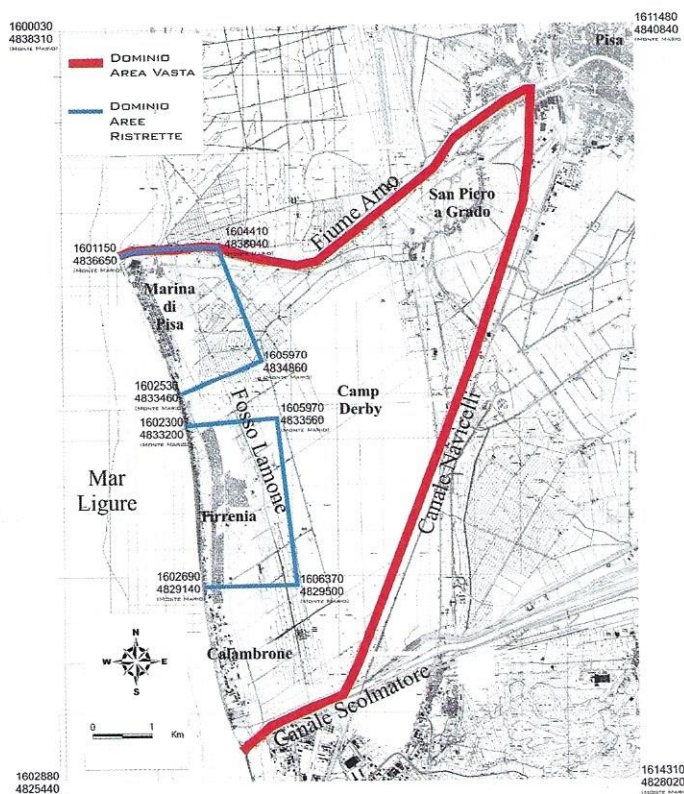 1600030
4838310
(MONTE MARIO)
1611480
4840840
(MONTE MARIO)
Pisa
DOMINIO
AREA VASTA
DOMINIO
AREE
RISTRETTE
San Piero
a Grado
Fiume Arno
1604410
4838040
(MONTE MARIO)
1601150
4836650
(MONTE MARIO)
Marina
di
Pisa
1605970
4834860
(MONTE MARIO)
1602530
4833460
(MONTE MARIO)
Camp
Derby
1605970
4833560
(MONTE MARIO)
1602300
4833200
(MONTE MARIO)
Fosso Lamone
Canale Navicelli
Mar
Ligure
Tirrenia
1602690
4829140
(MONTE MARIO)
1606370
4829500
(MONTE MARIO)
Calambrone
N
W E
S
Canale Scolmatore
0 1
Km
1602880
4825440
1614310
4828020
(MONTE MARIO)